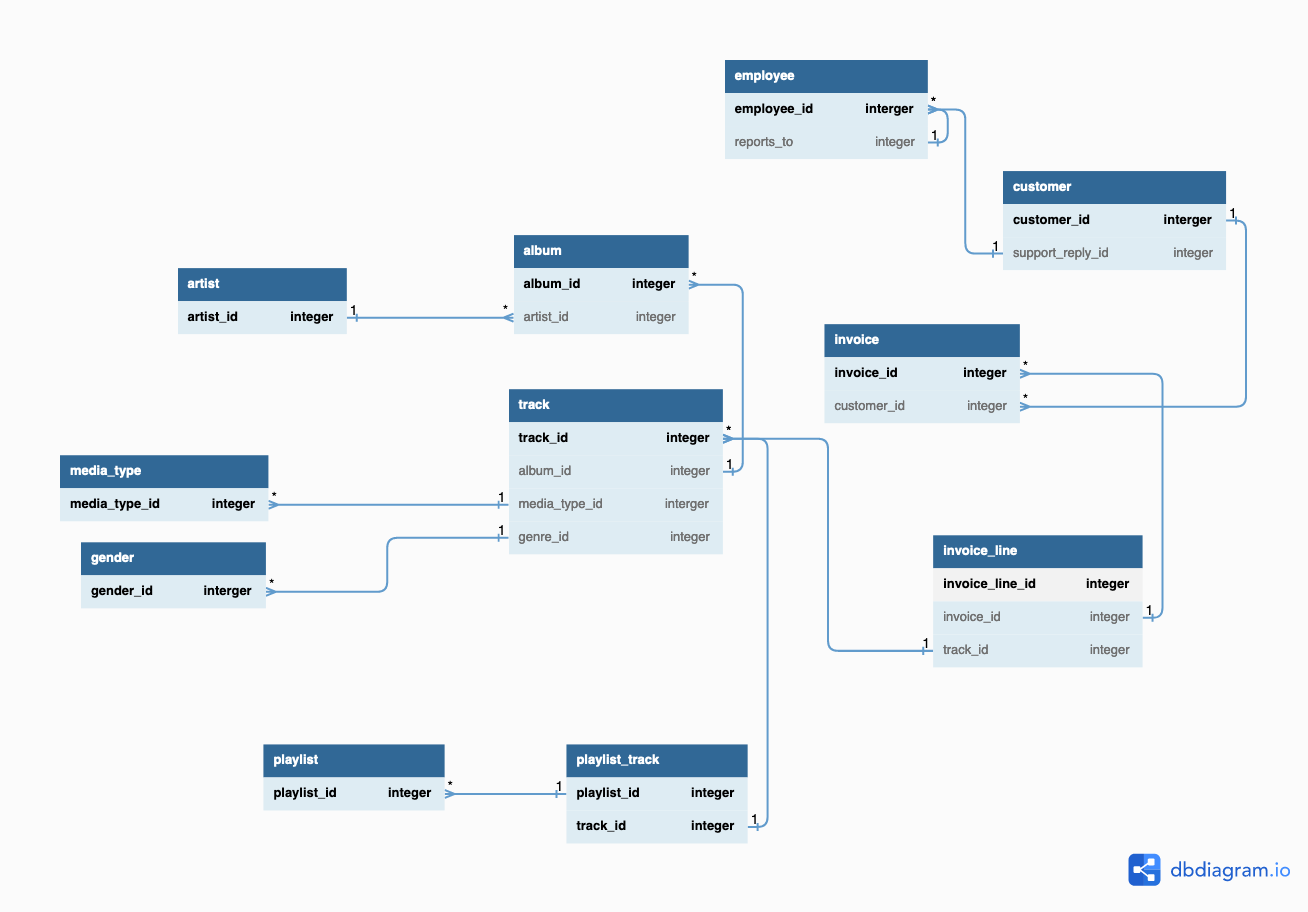 employee
*
employee_id interger
1
reports_to integer
customer
1
customer_id interger
1
support_reply_id integer
album
*
album_id integer
*
artist_id integer
artist
1
artist_id integer
invoice
*
invoice_id integer
*
customer_id integer
track
*
track_id integer
1
album_id integer
1
media_type_id interger
1
genre_id integer
media_type
*
media_type_id integer
gender
*
gender_id interger
invoice_line
invoice_line_id integer
1
invoice_id integer
1
track_id integer
playlist
*
playlist_id integer
playlist_track
1
playlist_id integer
1
track_id integer
dbdiagram.io